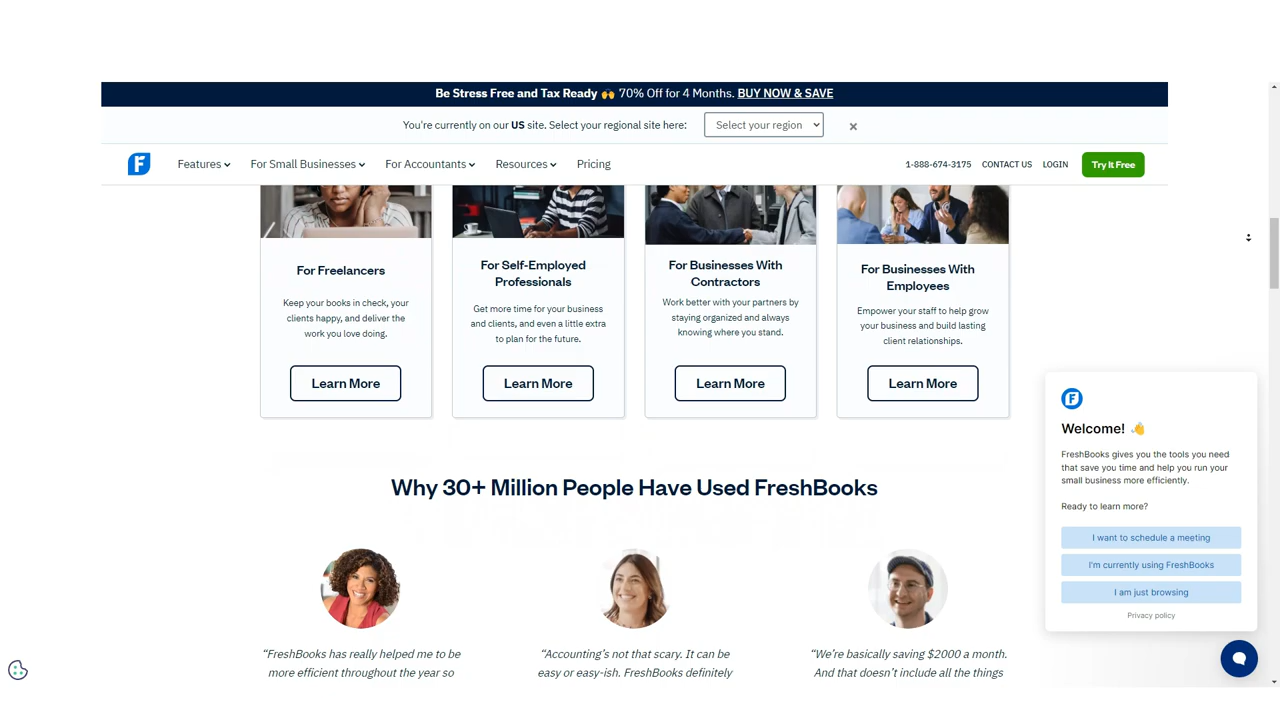 Be Stress Free and Tax Ready 🙌 70% Off for 4 Months. BUY NOW & SAVE
You're currently on our US site. Select your regional site here: Select your region
Features For Small Businesses For Accountants Resources Pricing 1-888-674-3175 CONTACT US LOGIN Try It Free
For Freelancers
Keep your books in check, your
clients happy, and deliver the
work you love doing.
Learn More
For Self-Employed
Professionals
Get more time for your business
and clients, and even a little extra
to plan for the future.
Learn More
For Businesses With
Contractors
Work better with your partners by
staying organized and always
knowing where you stand.
Learn More
For Businesses With
Employees
Empower your staff to help grow
your business and build lasting
client relationships.
Learn More
Why 30+ Million People Have Used FreshBooks
“FreshBooks has really helped me to be
more efficient throughout the year so
“Accounting’s not that scary. It can be
easy or easy-ish. FreshBooks definitely
“We’re basically saving $2000 a month.
And that doesn’t include all the things
Welcome! 👋
FreshBooks gives you the tools you need
that save you time and help you run your
small business more efficiently.
Ready to learn more?
I want to schedule a meeting
I'm currently using FreshBooks
I am just browsing
Privacy policy